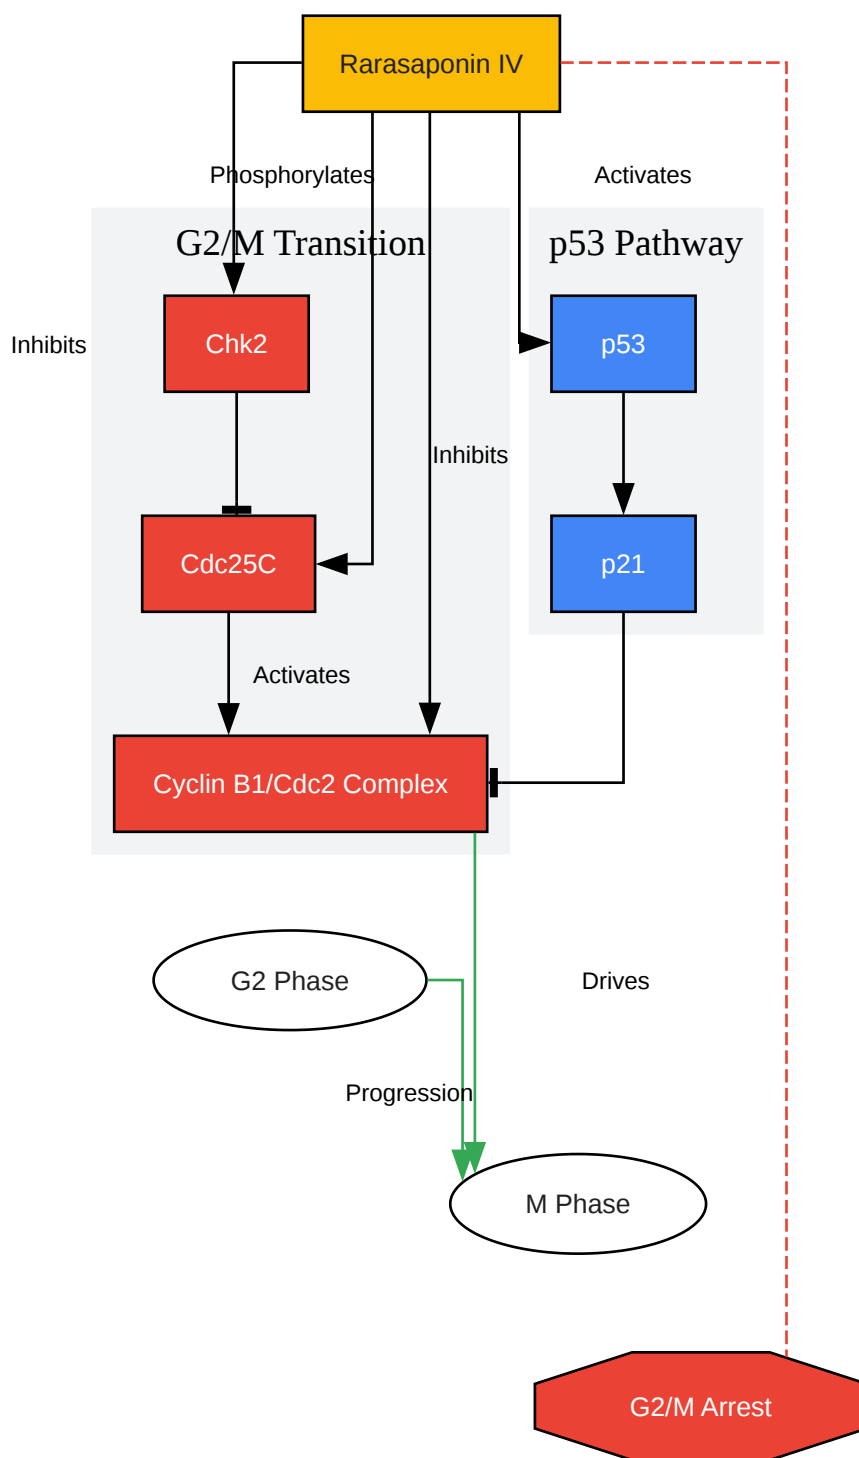 Rarasaponin IV
Phosphorylates
Activates
G2/M Transition
p53 Pathway
Inhibits
Chk2
p53
Inhibits
Cdc25C
p21
Activates
Cyclin B1/Cdc2 Complex
G2 Phase
Drives
Progression
M Phase
G2/M Arrest